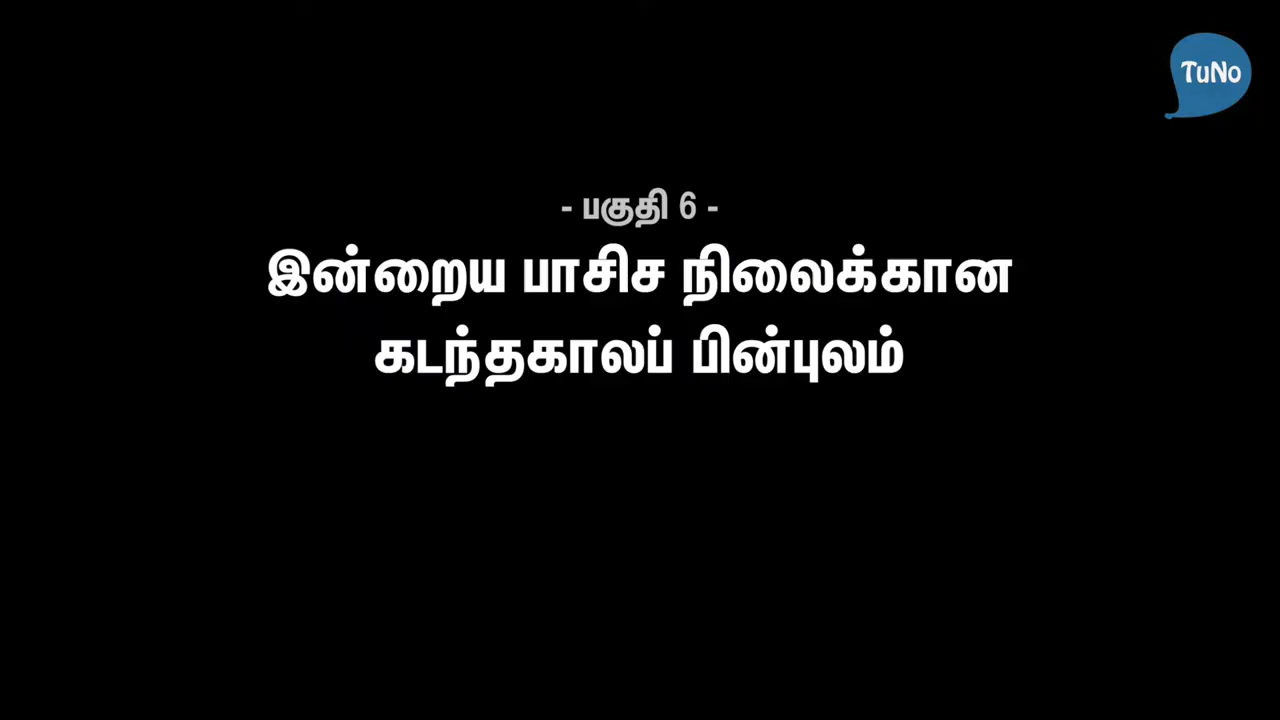 TuNo
- பகுதி 6 -
இன்றைய பாசிச நிலைக்கான
கடந்தகாலப் பின்புலம்